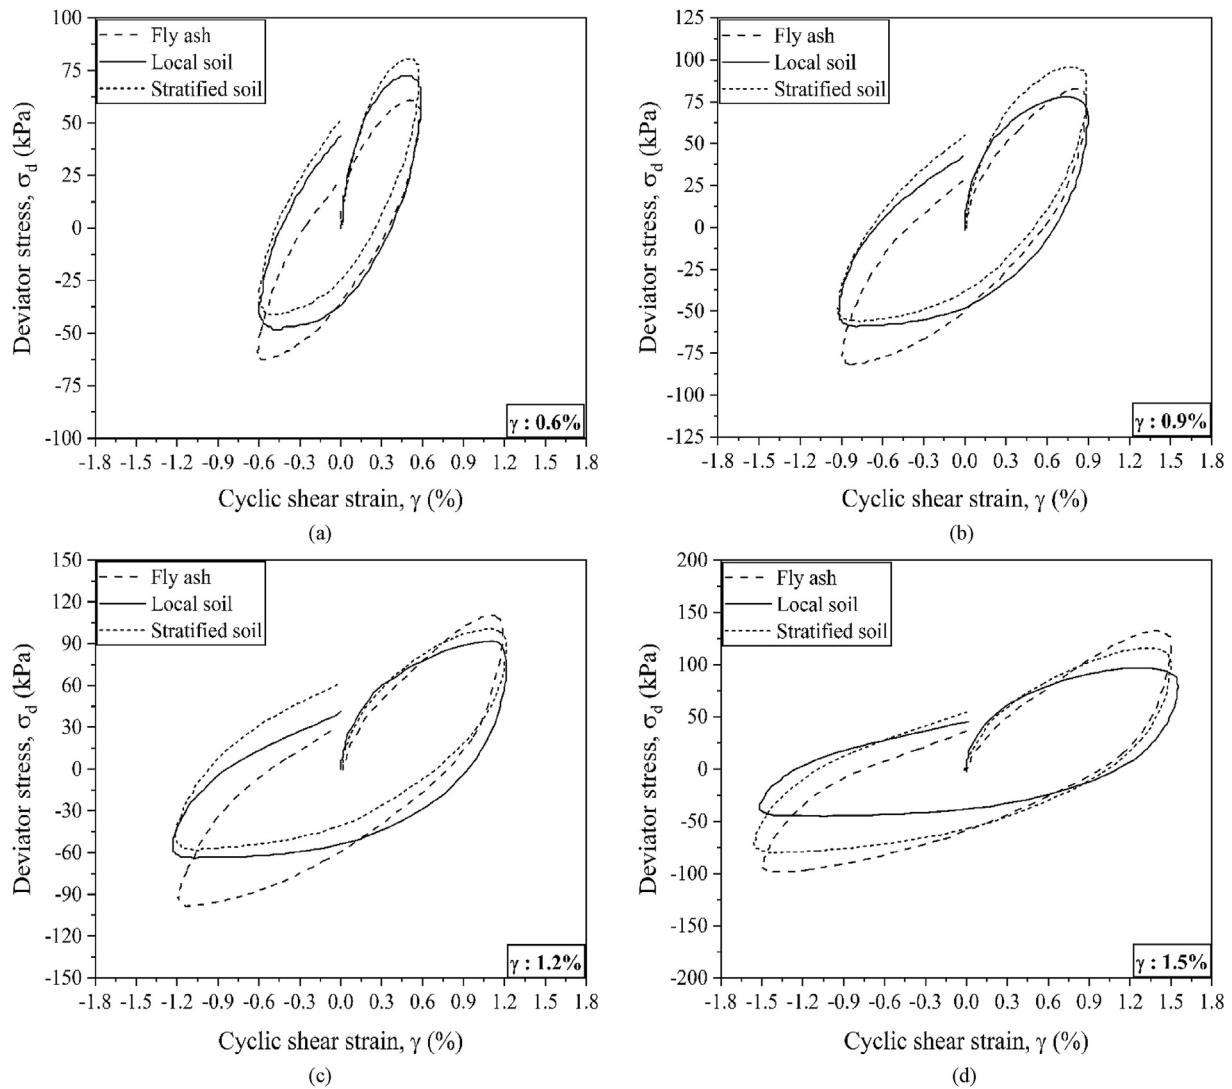 100
75
50
25
0
-25
-50
-75
-100
Deviator stress, σd (kPa)
Fly ash
Local soil
Stratified soil
γ : 0.6%
-1.8 -1.5 -1.2 -0.9 -0.6 -0.3 0.0 0.3 0.6 0.9 1.2 1.5 1.8
Cyclic shear strain, γ (%)
(a)
125
100
75
50
25
0
-25
-50
-75
-100
-125
Deviator stress, σd (kPa)
Fly ash
Local soil
Stratified soil
γ : 0.9%
-1.8 -1.5 -1.2 -0.9 -0.6 -0.3 0.0 0.3 0.6 0.9 1.2 1.5 1.8
Cyclic shear strain, γ (%)
(b)
150
120
90
60
30
0
-30
-60
-90
-120
-150
Deviator stress, σd (kPa)
Fly ash
Local soil
Stratified soil
γ : 1.2%
-1.8 -1.5 -1.2 -0.9 -0.6 -0.3 0.0 0.3 0.6 0.9 1.2 1.5 1.8
Cyclic shear strain, γ (%)
(c)
200
150
100
50
0
-50
-100
-150
-200
Deviator stress, σd (kPa)
Fly ash
Local soil
Stratified soil
γ : 1.5%
-1.8 -1.5 -1.2 -0.9 -0.6 -0.3 0.0 0.3 0.6 0.9 1.2 1.5 1.8
Cyclic shear strain, γ (%)
(d)